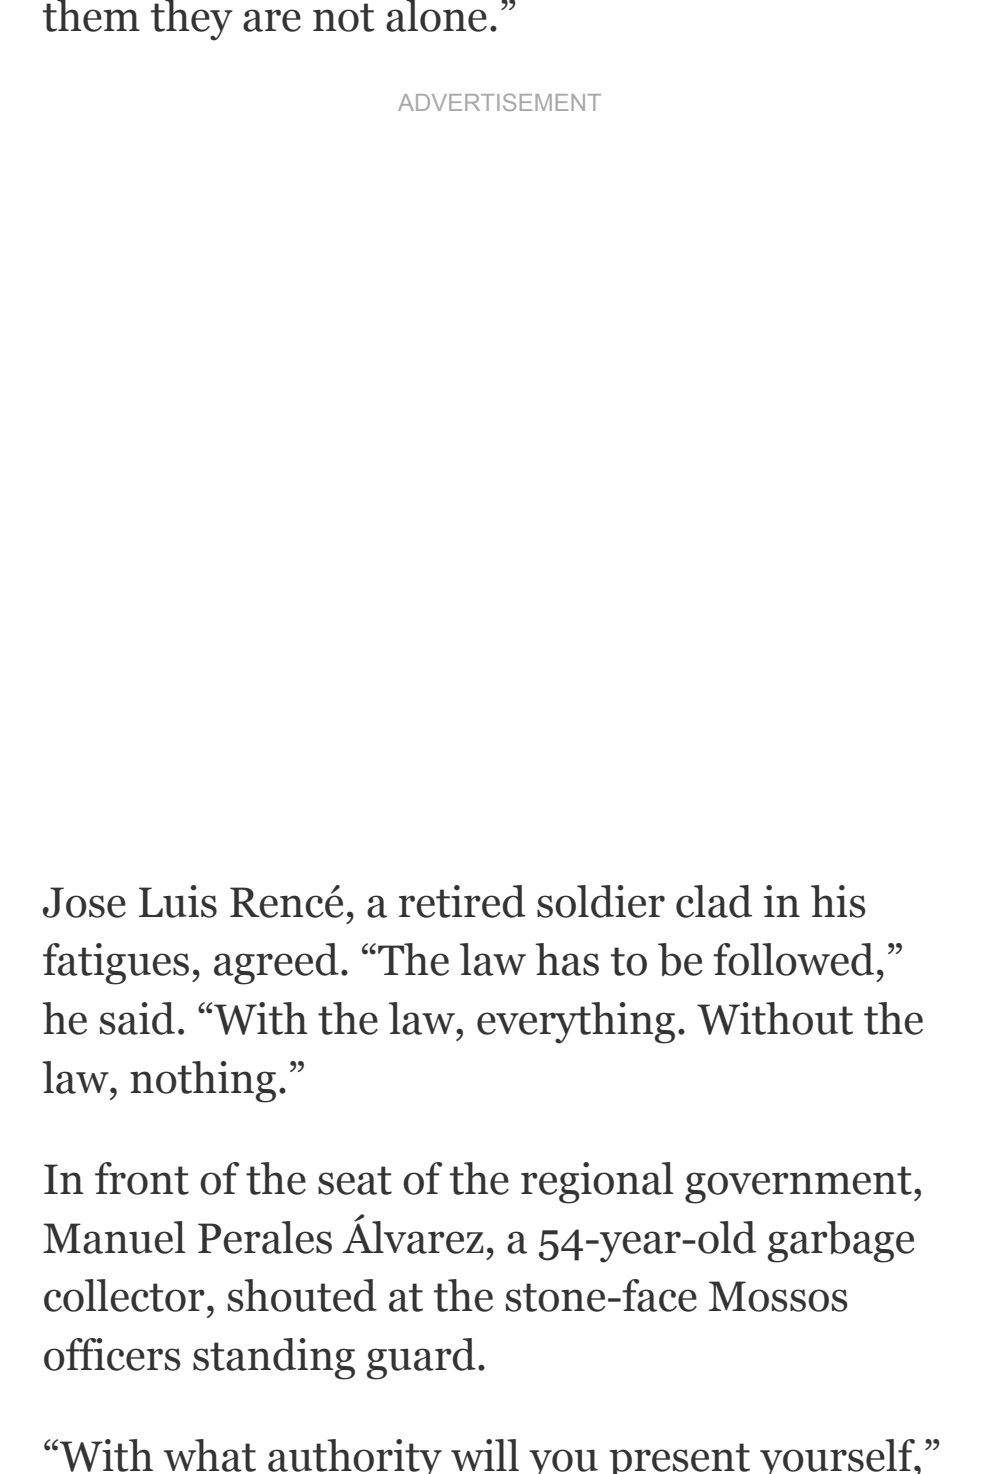 them they are not alone.”
ADVERTISEMENT
Jose Luis Rencé, a retired soldier clad in his
fatigues, agreed. “The law has to be followed,”
he said. “With the law, everything. Without the
law, nothing.”
In front of the seat of the regional government,
Manuel Perales Álvarez, a 54-year-old garbage
collector, shouted at the stone-face Mossos
officers standing guard.
“With what authority will you present yourself,”